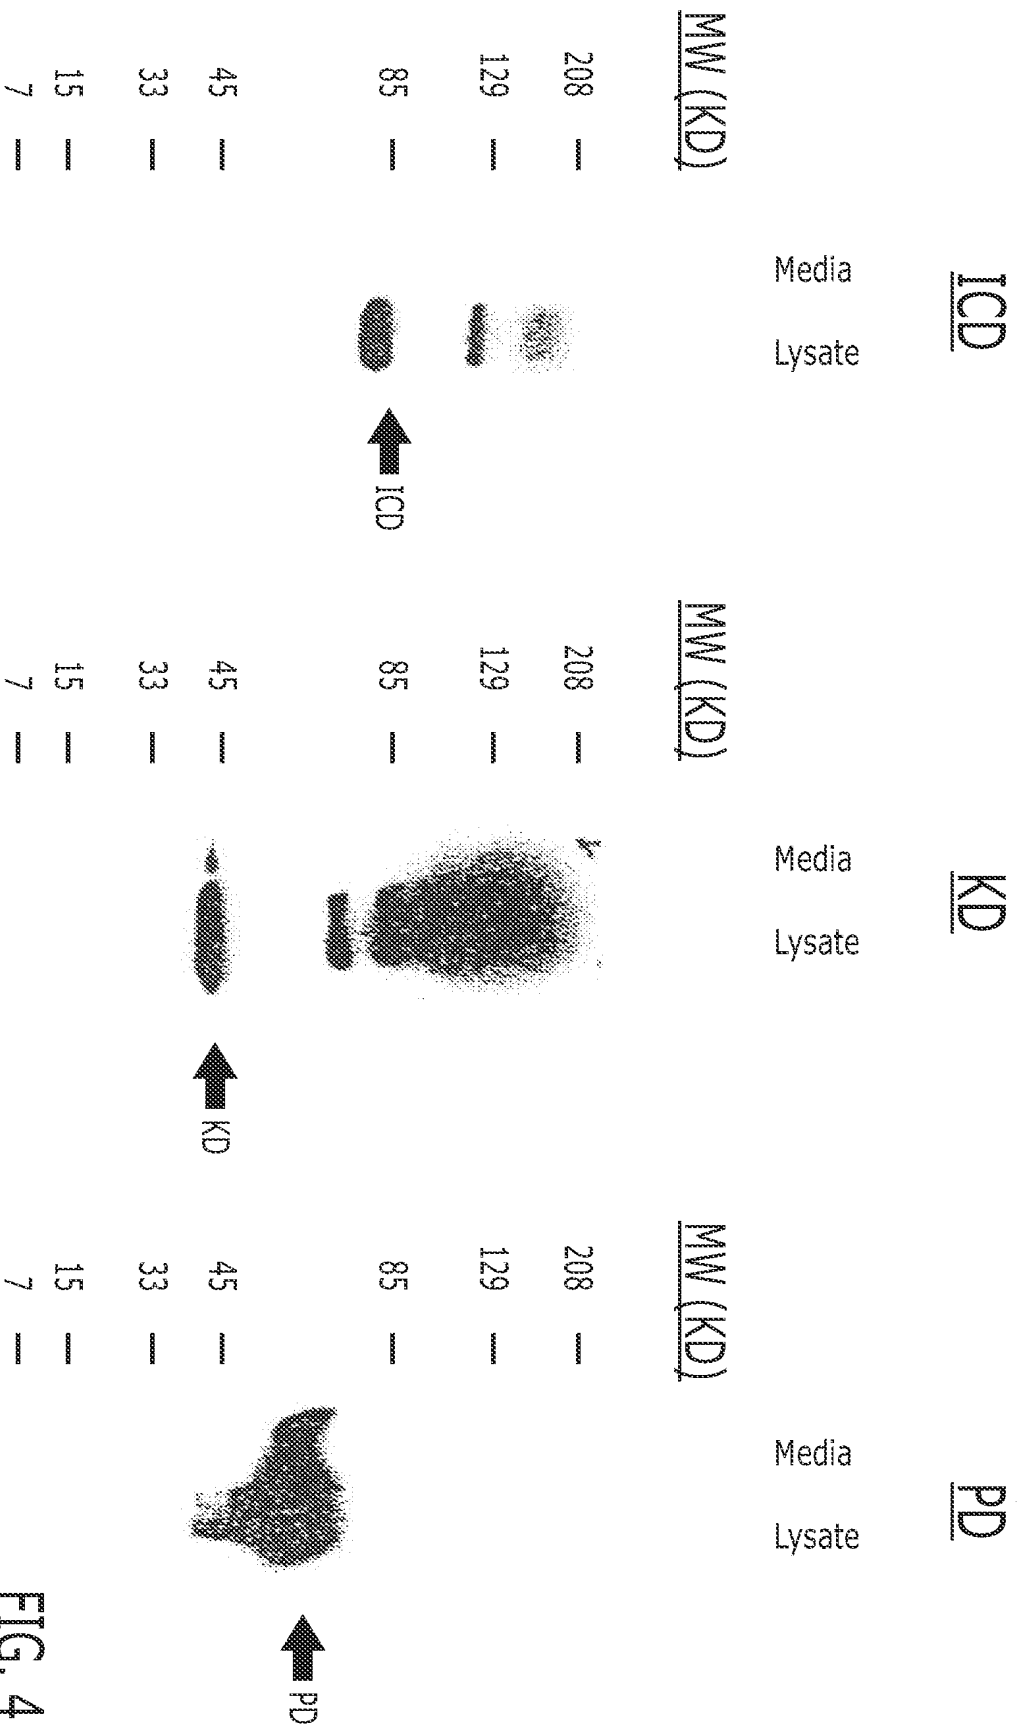 ICD
Media
Lysate
MW (KD)
208
129
85
45
33
15
7
ICD
KD
Media
Lysate
MW (KD)
208
129
85
45
33
15
7
KD
PD
Media
Lysate
MW (KD)
208
129
85
45
33
15
7
PD
FIG. 4